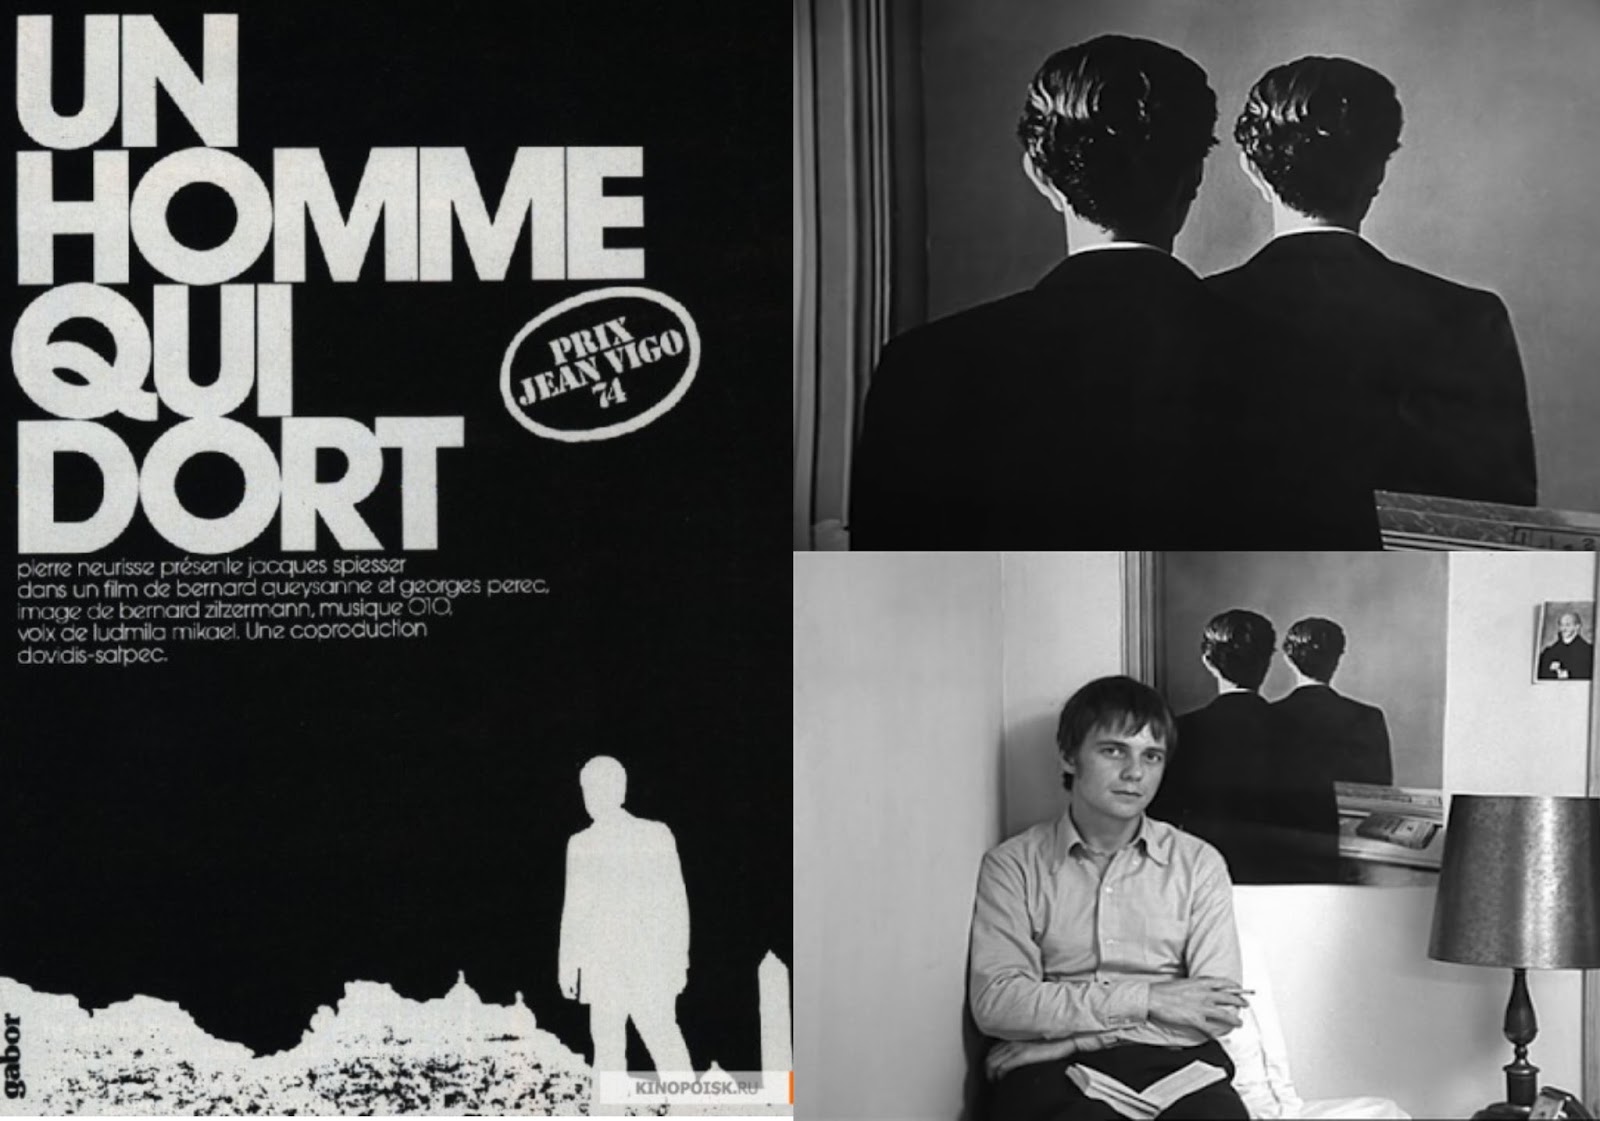 UN
HOMME
QUI
DORT
PRIX
JEAN VIGO
74
pierre neurisse présente jacques spiesser
dans un film de bernard queysanne et georges perec,
image de bernard zitzermann, musique 010,
voix de ludmila mikael. Une coproduction
dovidis-satpec.
gabor
KINOPOISK.RU